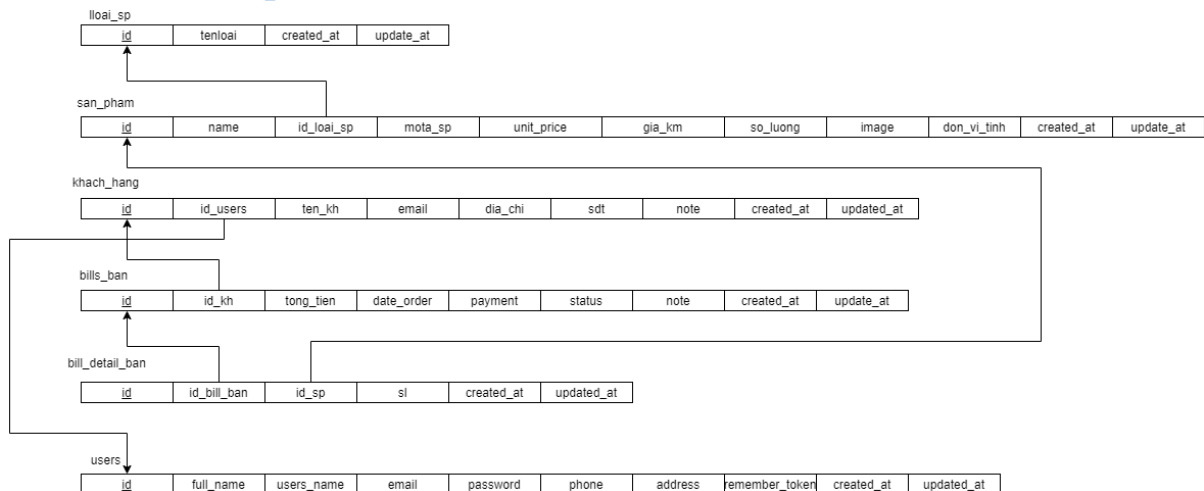 lloai_sp
id tenloai created_at update_at
san_pham
id name id_loai_sp mota_sp unit_price gia_km so_luong image don_vi_tinh created_at update_at
khach_hang
id id_users ten_kh email dia_chi sdt note created_at updated_at
bills_ban
id id_kh tong_tien date_order payment status note created_at update_at
bill_detail_ban
id id_bill_ban id_sp sl created_at updated_at
users
id full_name users_name email password phone address remember_token created_at updated_at